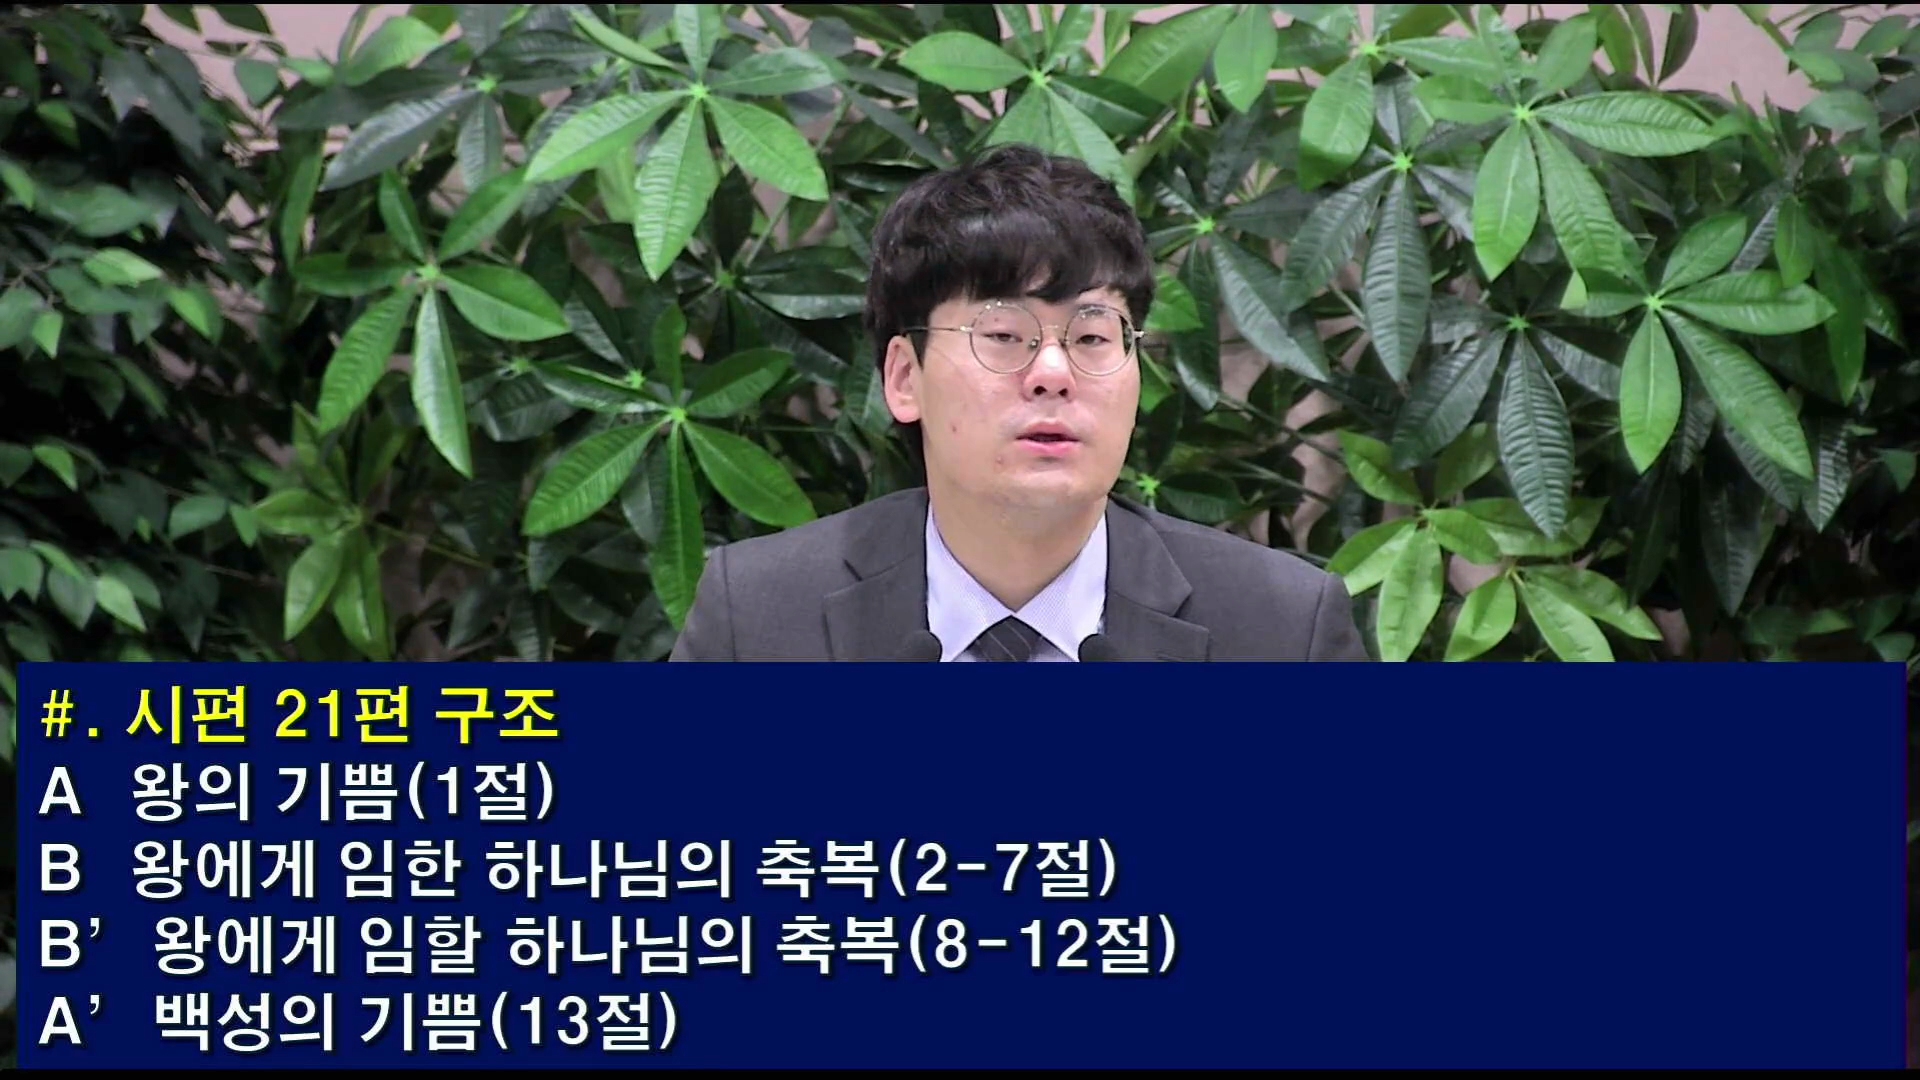 #. 시편 21편 구조
A 왕의 기쁨(1절)
B 왕에게 임한 하나님의 축복(2-7절)
B’ 왕에게 임할 하나님의 축복(8-12절)
A’ 백성의 기쁨(13절)